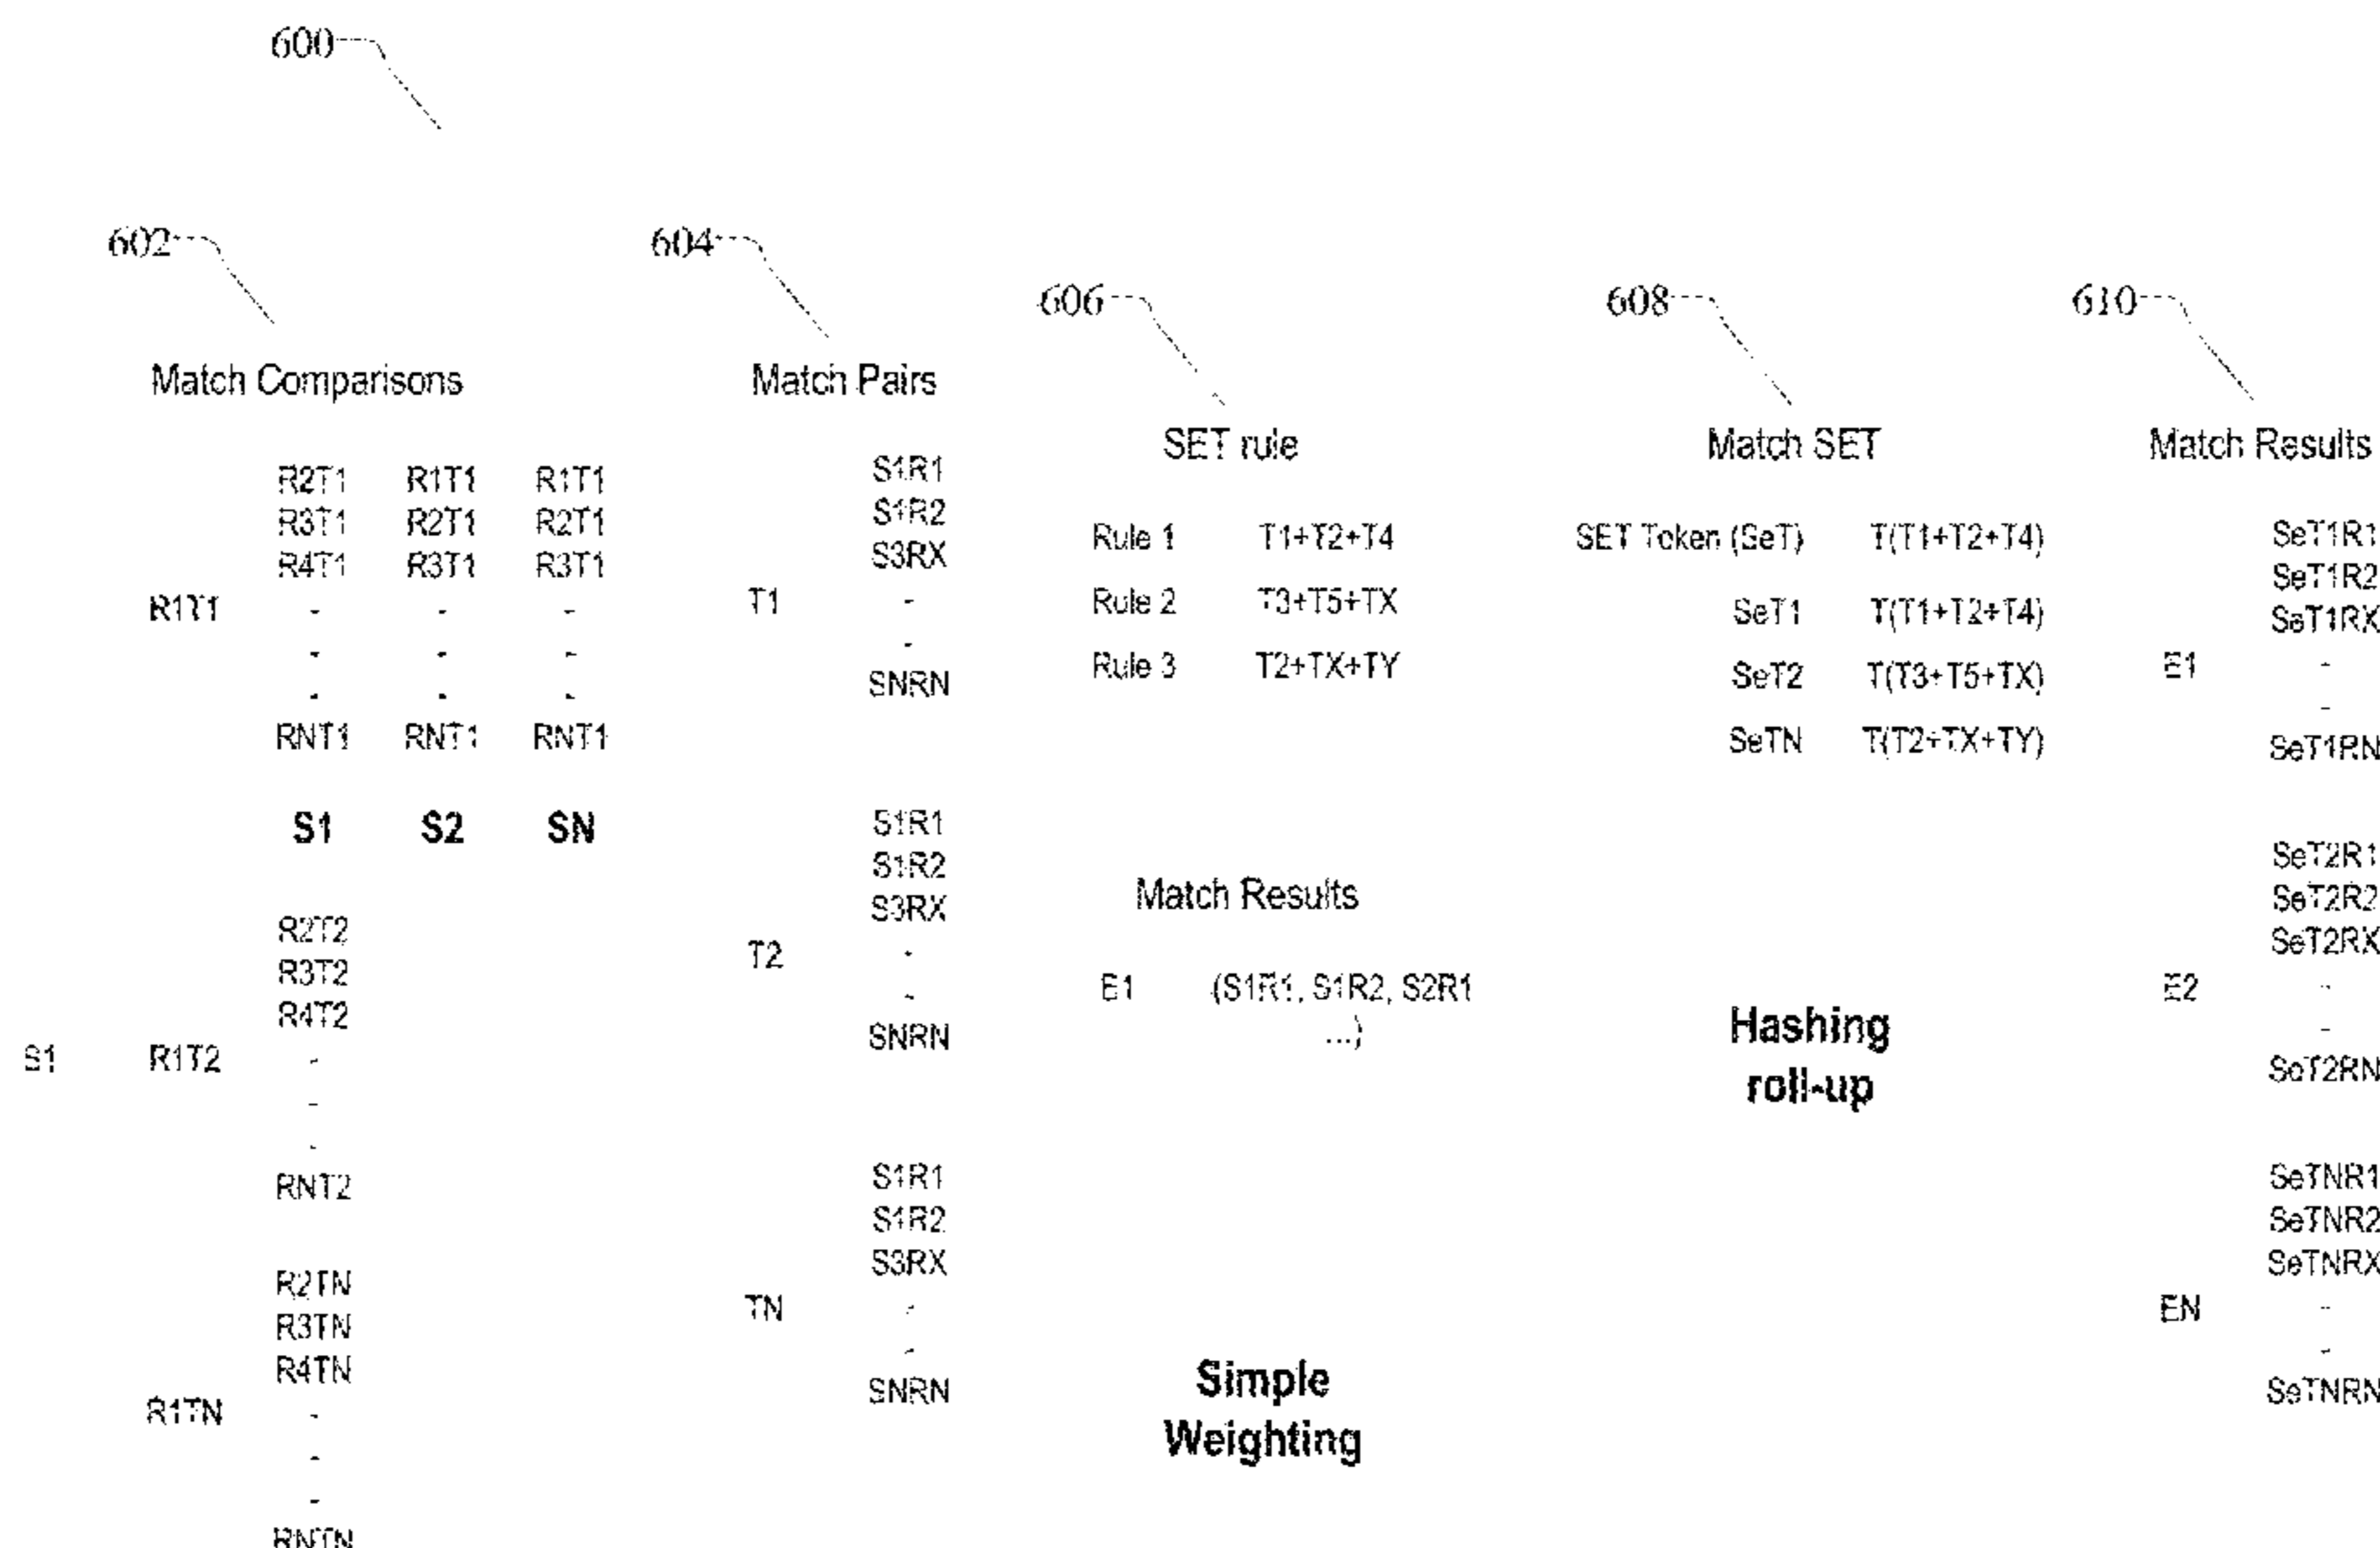 600
602
604
606
608
610
Match Comparisons
R1T1
R2T1 R1T1 R1T1
R3T1 R2T1 R2T1
R4T1 R3T1 R3T1
- - -
- - -
- - -
RNT1 RNT1 RNT1
S1 S2 SN
S1
R1T2
R2T2
R3T2
R4T2
-
-
-
RNT2
R1TN
R2TN
R3TN
R4TN
-
-
-
RNTN
Match Pairs
T1
S1R1
S1R2
S3RX
-
-
SNRN
T2
S1R1
S1R2
S3RX
-
-
SNRN
TN
S1R1
S1R2
S3RX
-
-
SNRN
SET rule
Rule 1 T1+T2+T4
Rule 2 T3+T5+TX
Rule 3 T2+TX+TY
Match Results
E1 (S1R1, S1R2, S2R1
...)
Simple
Weighting
Match SET
SET Token (SeT) T(T1+T2+T4)
SeT1 T(T1+T2+T4)
SeT2 T(T3+T5+TX)
SeTN T(T2+TX+TY)
Hashing
roll-up
Match Results
E1
SeT1R1
SeT1R2
SeT1RX
-
-
SeT1RN
E2
SeT2R1
SeT2R2
SeT2RX
-
-
SeT2RN
EN
SeTNR1
SeTNR2
SeTNRX
-
-
SeTNRN